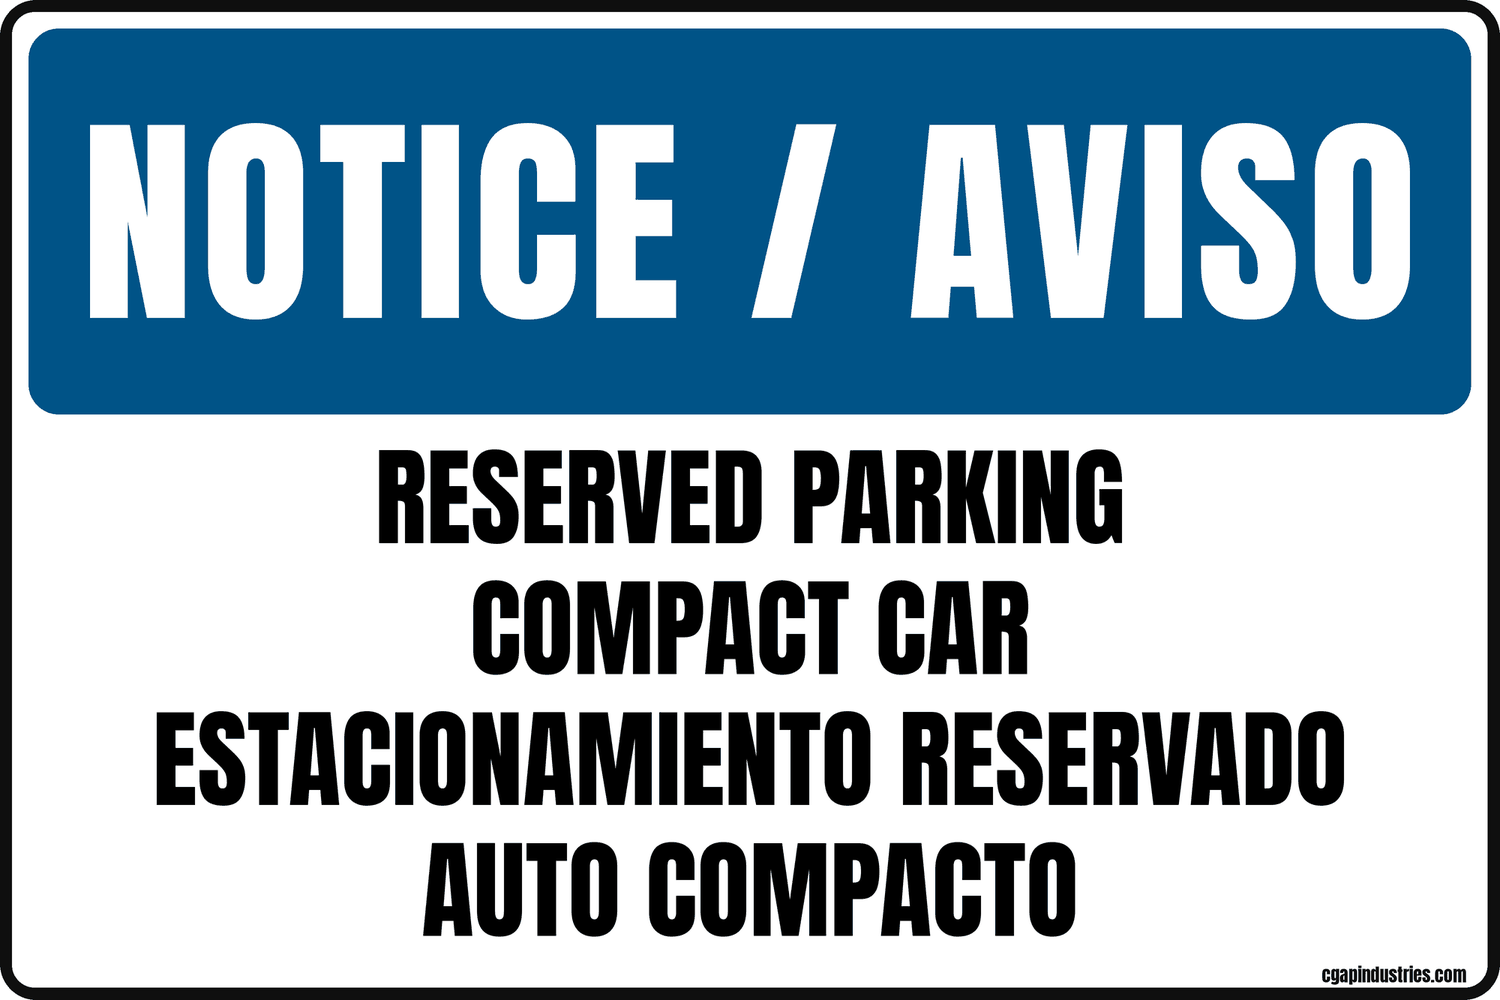 NOTICE / AVISO
RESERVED PARKING
COMPACT CAR
ESTACIONAMIENTO RESERVADO
AUTO COMPACTO
cgapindustries.com